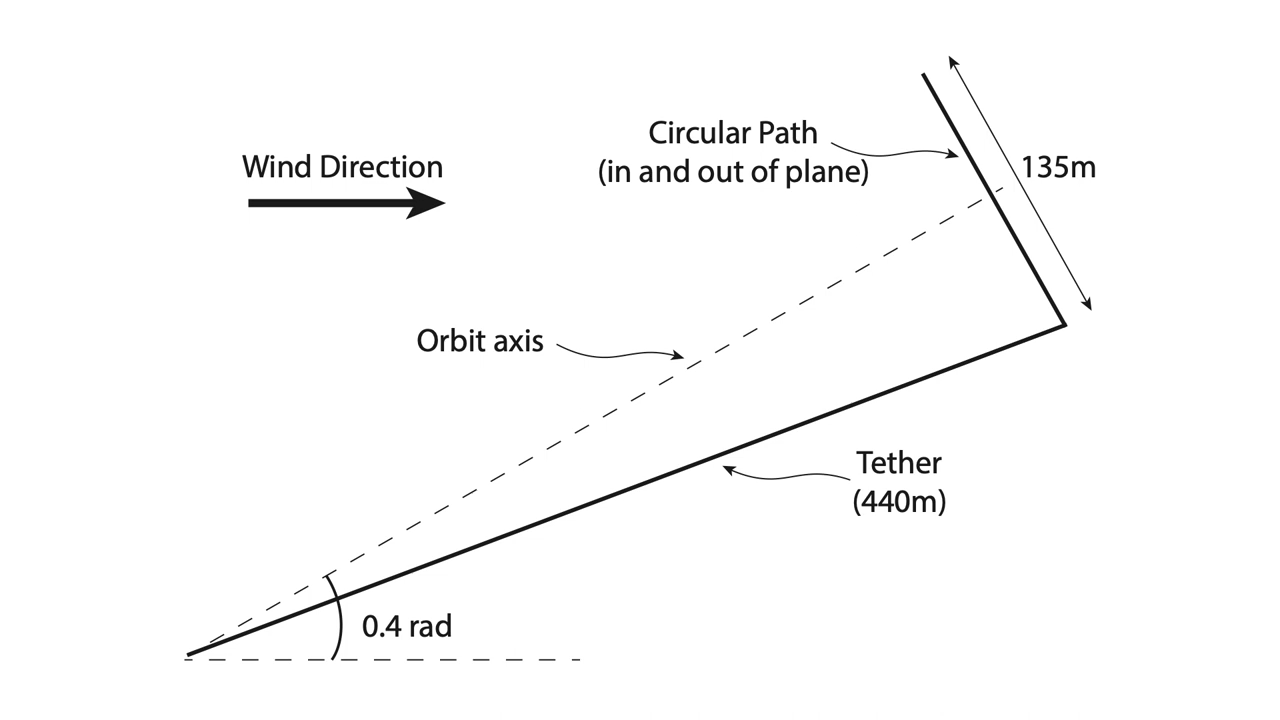 Circular Path
(in and out of plane)
Wind Direction
135m
Orbit axis
Tether
(440m)
0.4 rad